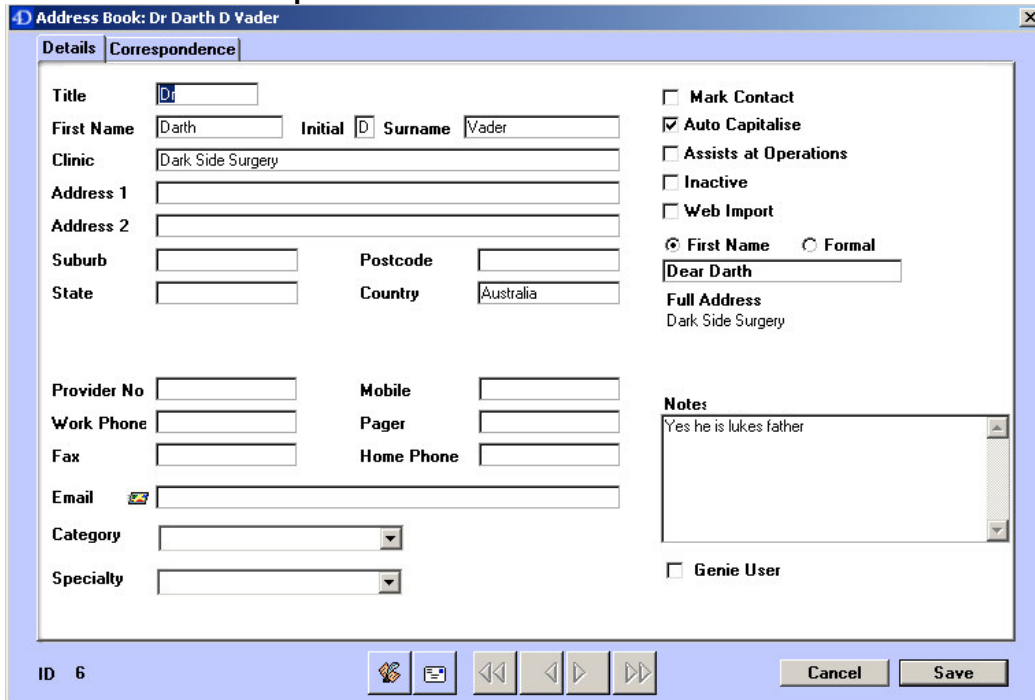 Address Book: Dr Darth D Vader
Details Correspondence
Title Dr
First Name Darth Initial D Surname Vader
Clinic Dark Side Surgery
Address 1
Address 2
Suburb Postcode
State Country Australia
Provider No Mobile
Work Phone Pager
Fax Home Phone
Email
Category
Specialty
Mark Contact
Auto Capitalise
Assists at Operations
Inactive
Web Import
First Name Formal
Dear Darth
Full Address
Dark Side Surgery
Notes
Yes he is lukes father
Genie User
ID 6
Cancel Save